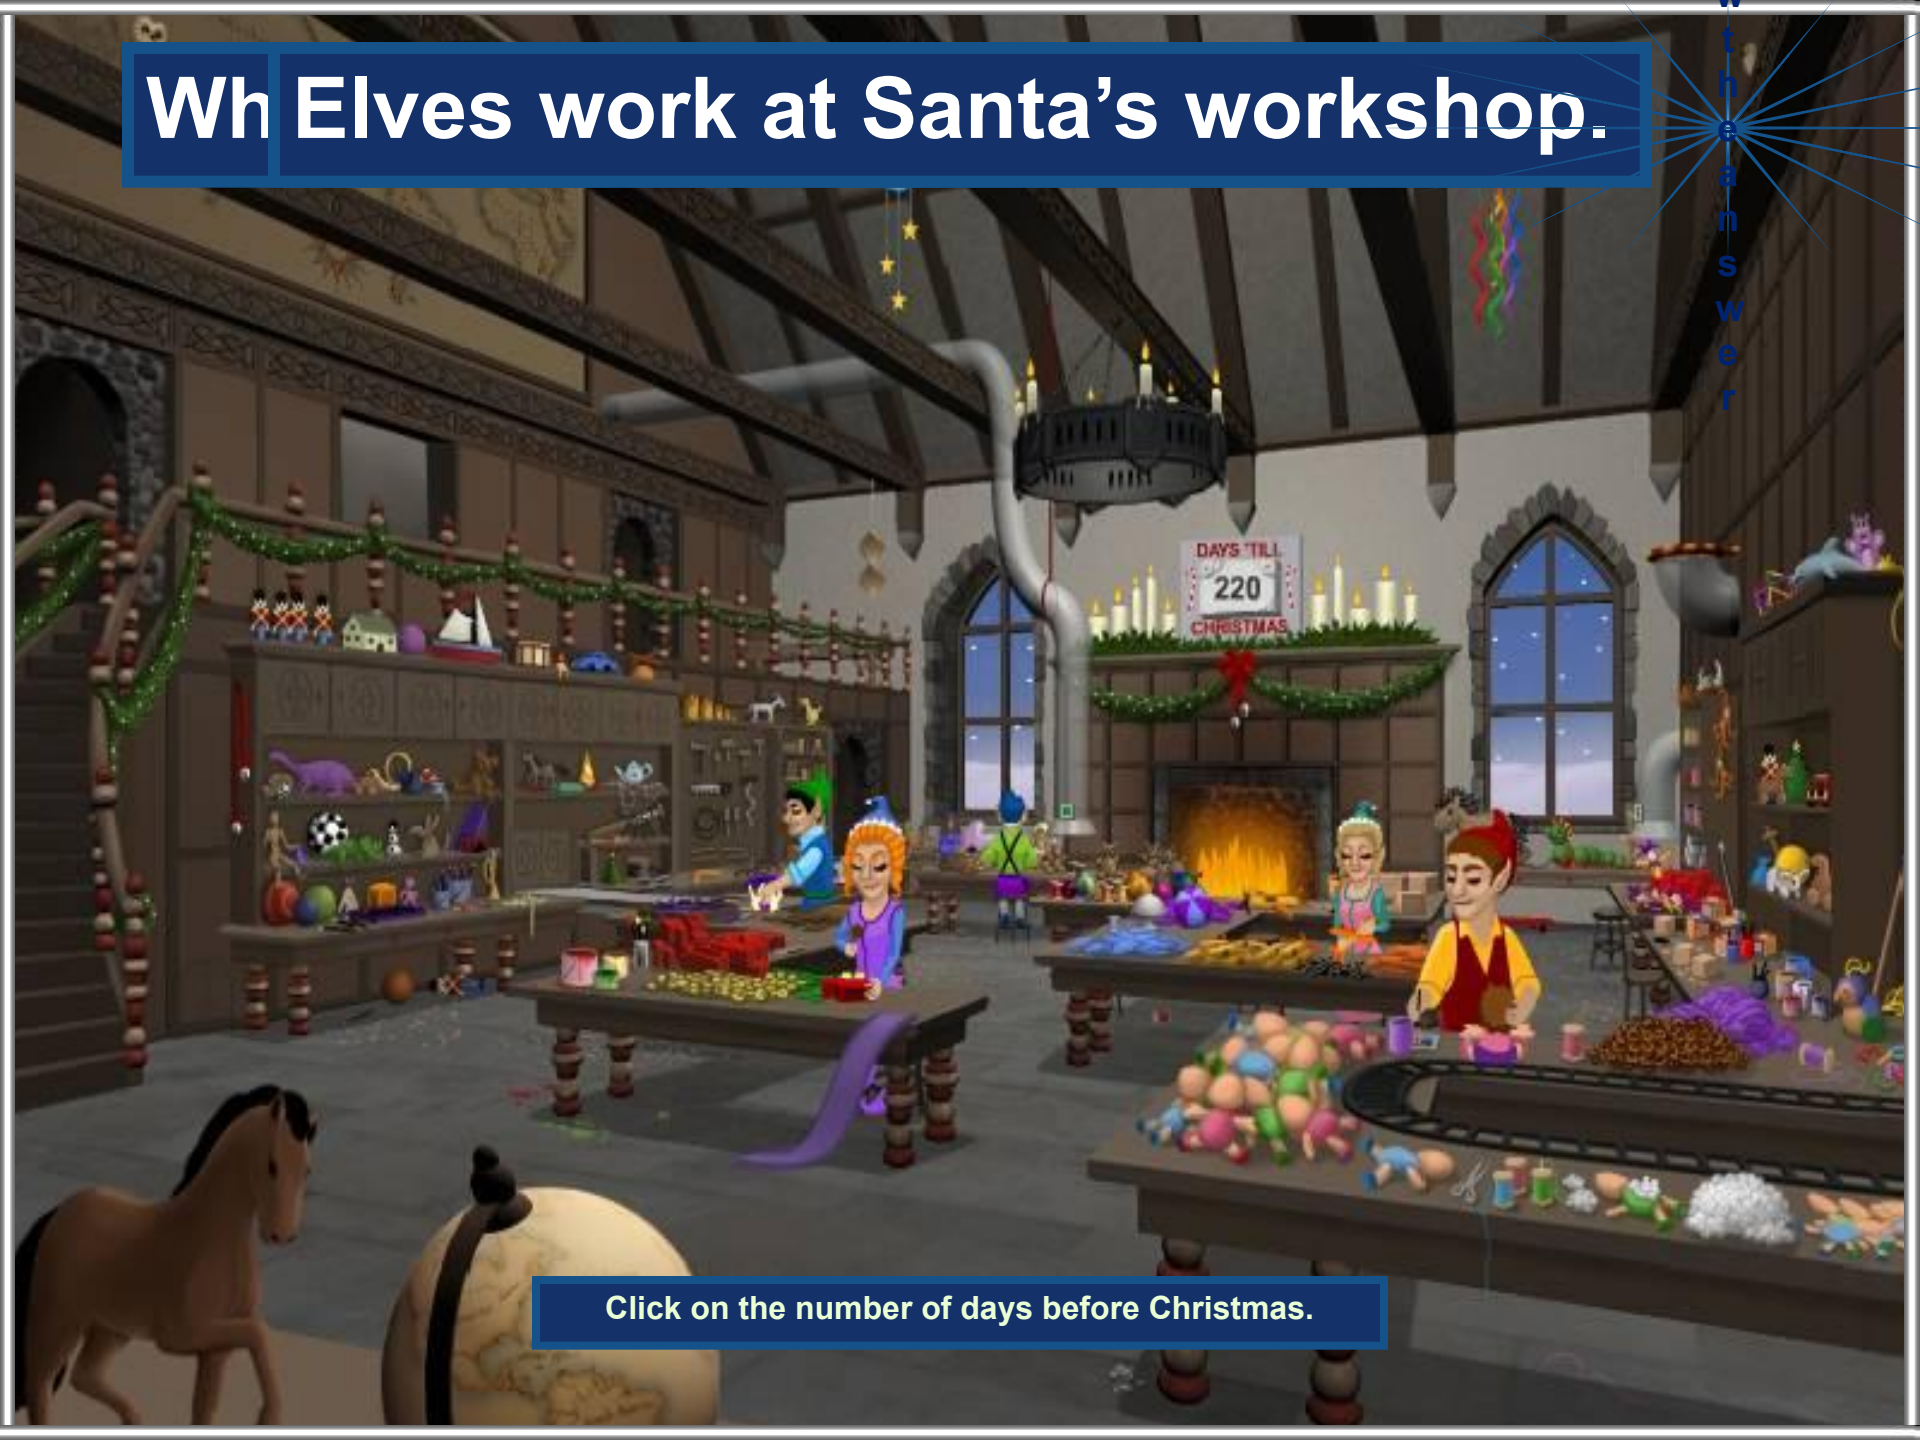 Wh
Elves work at Santa’s workshop.
w
t
h
e
a
n
s
w
e
r
DAYS 'TILL
220
CHRISTMAS
Click on the number of days before Christmas.